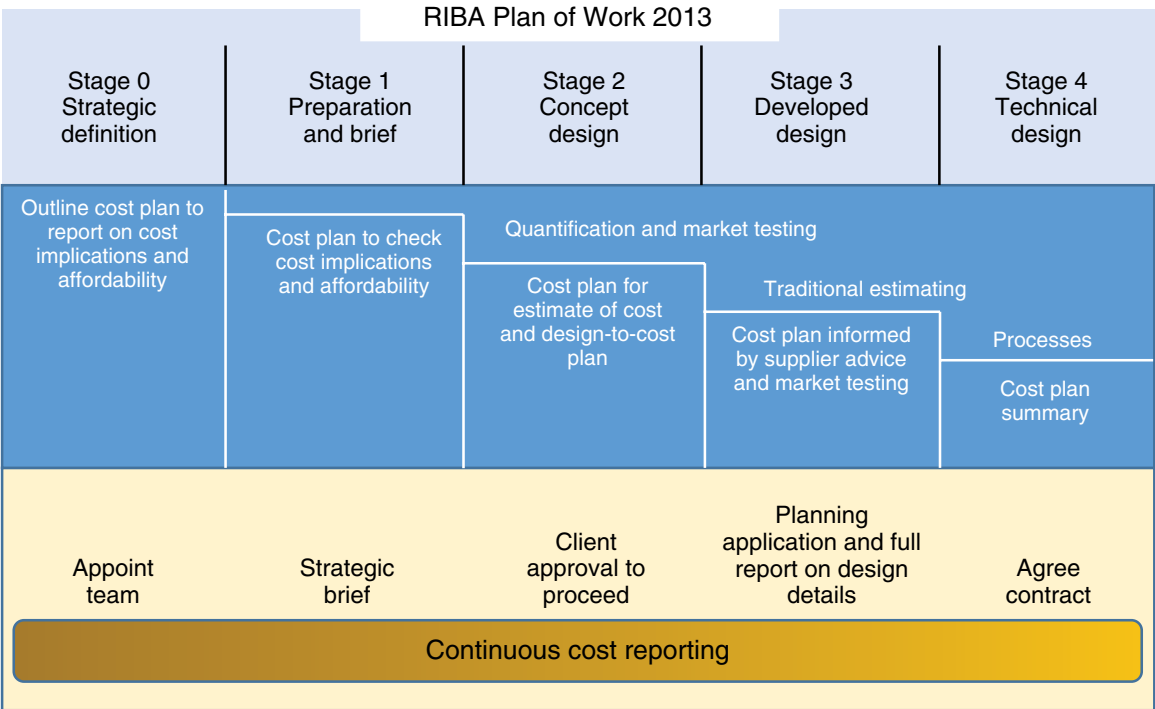 RIBA Plan of Work 2013
Stage 0
Strategic
definition
Stage 1
Preparation
and brief
Stage 2
Concept
design
Stage 3
Developed
design
Stage 4
Technical
design
Outline cost plan to
report on cost
implications and
affordability
Cost plan to check
cost implications
and affordability
Quantification and market testing
Cost plan for
estimate of cost
and design-to-cost
plan
Traditional estimating
Cost plan informed
by supplier advice
and market testing
Processes
Cost plan
summary
Appoint
team
Strategic
brief
Client
approval to
proceed
Planning
application and full
report on design
details
Agree
contract
Continuous cost reporting